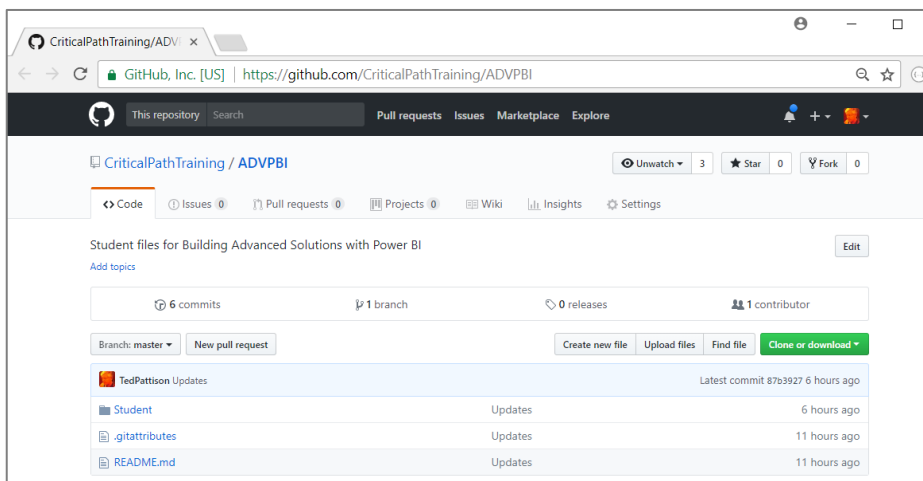 CriticalPathTraining/ADV
GitHub, Inc. [US] | https://github.com/CriticalPathTraining/ADVPBI
This repository Search Pull requests Issues Marketplace Explore
CriticalPathTraining / ADVPBI Unwatch 3 Star 0 Fork 0
Code Issues 0 Pull requests 0 Projects 0 Wiki Insights Settings
Student files for Building Advanced Solutions with Power BI Edit
Add topics
6 commits 1 branch 0 releases 1 contributor
Branch: master New pull request Create new file Upload files Find file Clone or download
TedPattison Updates Latest commit 87b3927 6 hours ago
Student Updates 6 hours ago
.gitattributes Updates 11 hours ago
README.md Updates 11 hours ago